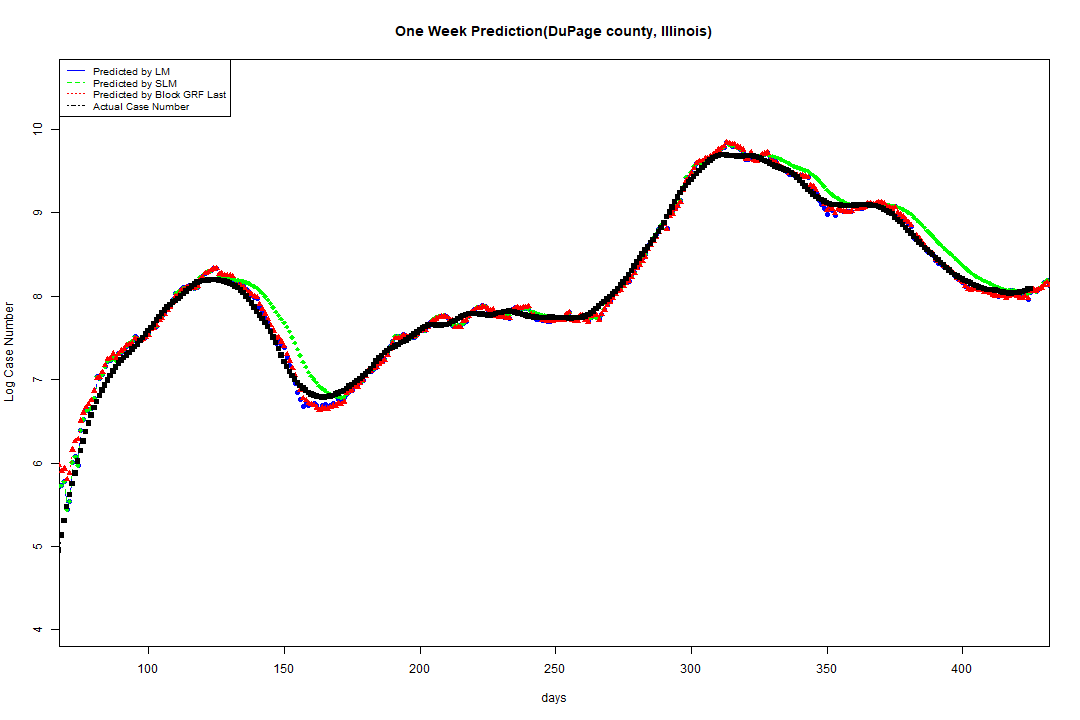 One Week Prediction(DuPage county, Illinois)
Predicted by LM
Predicted by SLM
Predicted by Block GRF Last
Actual Case Number
10
9
8
7
6
5
4
Log Case Number
100 150 200 250 300 350 400
days